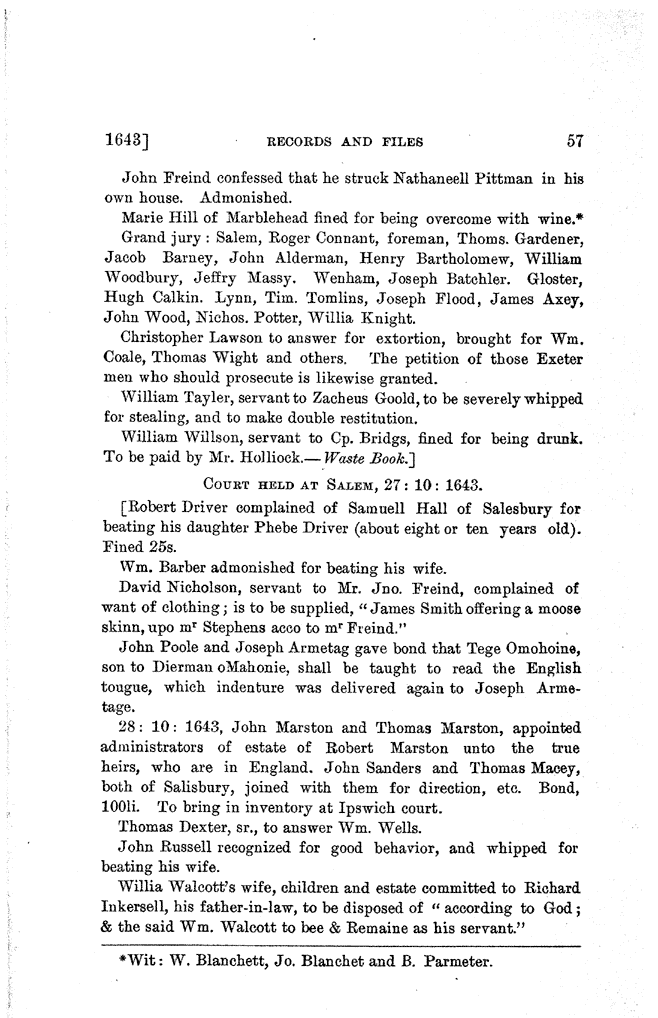 1643] RECORDS AND FILES 57
John Freind confessed that he struck Nathaneell Pittman in his
own house. Admonished.
Marie Hill of Marblehead fined for being overcome with wine.*
Grand jury : Salem, Roger Connant, foreman, Thoms. Gardener,
Jacob Barney, John Alderman, Henry Bartholomew, William
Woodbury, Jeffry Massy. Wenham, Joseph Batchler. Gloster,
Hugh Calkin. Lynn, Tim. Tomlins, Joseph Flood, James Axey,
John Wood, Nichos. Potter, Willia Knight.
Christopher Lawson to answer for extortion, brought for Wm.
Coale, Thomas Wight and others. The petition of those Exeter
men who should prosecute is likewise granted.
William Tayler, servant to Zacheus Goold, to be severely whipped
for stealing, and to make double restitution.
William Willson, servant to Cp. Bridgs, fined for being drunk.
To be paid by Mr. Holliock.—Waste Book.]
COURT HELD AT SALEM, 27: 10: 1643.
[Robert Driver complained of Samuell Hall of Salesbury for
beating his daughter Phebe Driver (about eight or ten years old).
Fined 25s.
Wm. Barber admonished for beating his wife.
David Nicholson, servant to Mr. Jno. Freind, complained of
want of clothing; is to be supplied, "James Smith offering a moose
skinn, upo mʳ Stephens acco to mʳ Freind."
John Poole and Joseph Armetag gave bond that Tege Omohoine,
son to Dierman oMahonie, shall be taught to read the English
tougue, which indenture was delivered again to Joseph Arme-
tage.
28: 10: 1643, John Marston and Thomas Marston, appointed
administrators of estate of Robert Marston unto the true
heirs, who are in England. John Sanders and Thomas Macey,
both of Salisbury, joined with them for direction, etc. Bond,
100li. To bring in inventory at Ipswich court.
Thomas Dexter, sr., to answer Wm. Wells.
John Russell recognized for good behavior, and whipped for
beating his wife.
Willia Walcott's wife, children and estate committed to Richard
Inkersell, his father-in-law, to be disposed of "according to God;
& the said Wm. Walcott to bee & Remaine as his servant."
*Wit: W. Blanchett, Jo. Blanchet and B. Parmeter.